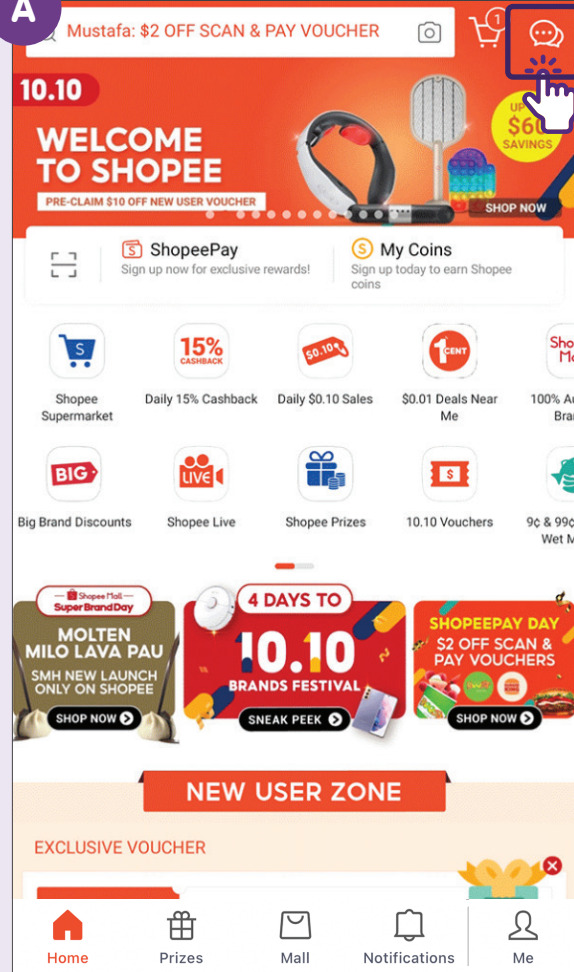 A
Mustafa: $2 OFF SCAN & PAY VOUCHER
1
10.10
WELCOME
TO SHOPEE
PRE-CLAIM $10 OFF NEW USER VOUCHER
UP
$60
SAVINGS
SHOP NOW
ShopeePay
Sign up now for exclusive rewards!
My Coins
Sign up today to earn Shopee
coins
S
15%
CASHBACK
$0.10
1 CENT
Sho
Shopee
Supermarket
Daily 15% Cashback
Daily $0.10 Sales
$0.01 Deals Near
Me
100% Au
Bra
BIG
LIVE
$
Big Brand Discounts
Shopee Live
Shopee Prizes
10.10 Vouchers
9¢ & 99¢
Wet M
Shopee Mall
Super Brand Day
MOLTEN
MILO LAVA PAU
SMH NEW LAUNCH
ONLY ON SHOPEE
SHOP NOW
4 DAYS TO
10.10
BRANDS FESTIVAL
SNEAK PEEK
SHOPEEPAY DAY
$2 OFF SCAN &
PAY VOUCHERS
SHOP NOW
NEW USER ZONE
EXCLUSIVE VOUCHER
Home
Prizes
Mall
Notifications
Me